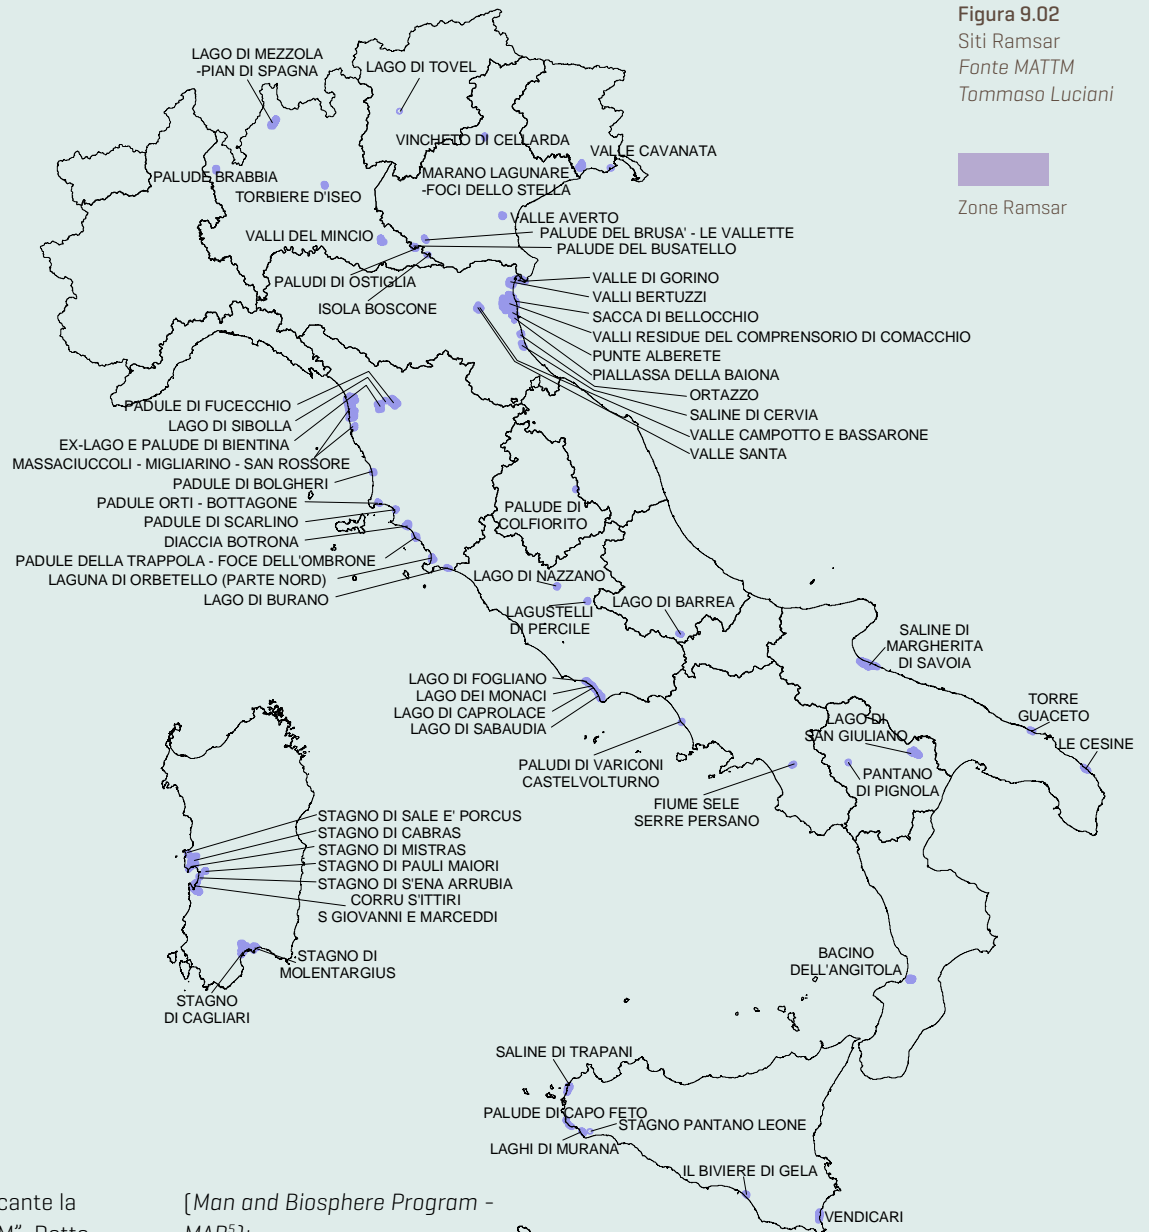 Figura 9.02
Siti Ramsar
Fonte MATTM
Tommaso Luciani
Zone Ramsar
LAGO DI MEZZOLA
-PIAN DI SPAGNA
LAGO DI TOVEL
VINCHETO DI CELLARDA
VALLE CAVANATA
PALUDE BRABBIA
MARANO LAGUNARE
-FOCI DELLO STELLA
TORBIERE D'ISEO
VALLE AVERTO
VALLI DEL MINCIO
PALUDE DEL BRUSA' - LE VALLETTE
PALUDE DEL BUSATELLO
PALUDI DI OSTIGLIA
ISOLA BOSCONE
VALLE DI GORINO
VALLI BERTUZZI
SACCA DI BELLOCCHIO
VALLI RESIDUE DEL COMPRENSORIO DI COMACCHIO
PUNTE ALBERETE
PIALLASSA DELLA BAIONA
ORTAZZO
SALINE DI CERVIA
VALLE CAMPOTTO E BASSARONE
VALLE SANTA
PADULE DI FUCECCHIO
LAGO DI SIBOLLA
EX-LAGO E PALUDE DI BIENTINA
MASSACIUCCOLI - MIGLIARINO - SAN ROSSORE
PADULE DI BOLGHERI
PADULE ORTI - BOTTAGONE
PADULE DI SCARLINO
DIACCIA BOTRONA
PADULE DELLA TRAPPOLA - FOCE DELL'OMBRONE
LAGUNA DI ORBETELLO (PARTE NORD)
LAGO DI BURANO
PALUDE DI
COLFIORITO
LAGO DI NAZZANO
LAGUSTELLI
DI PERCILE
LAGO DI BARREA
SALINE DI
MARGHERITA
DI SAVOIA
LAGO DI FOGLIANO
LAGO DEI MONACI
LAGO DI CAPROLACE
LAGO DI SABAUDIA
TORRE
GUACETO
LE CESINE
LAGO DI
SAN GIULIANO
PALUDI DI VARICONI
CASTELVOLTURNO
PANTANO
DI PIGNOLA
FIUME SELE
SERRE PERSANO
STAGNO DI SALE E' PORCUS
STAGNO DI CABRAS
STAGNO DI MISTRAS
STAGNO DI PAULI MAIORI
STAGNO DI S'ENA ARRUBIA
CORRU S'ITTIRI
S GIOVANNI E MARCEDDI
STAGNO DI
MOLENTARGIUS
STAGNO
DI CAGLIARI
BACINO
DELL'ANGITOLA
SALINE DI TRAPANI
PALUDE DI CAPO FETO
STAGNO PANTANO LEONE
LAGHI DI MURANA
IL BIVIERE DI GELA
VENDICARI
cante la
(Man and Biosphere Program -